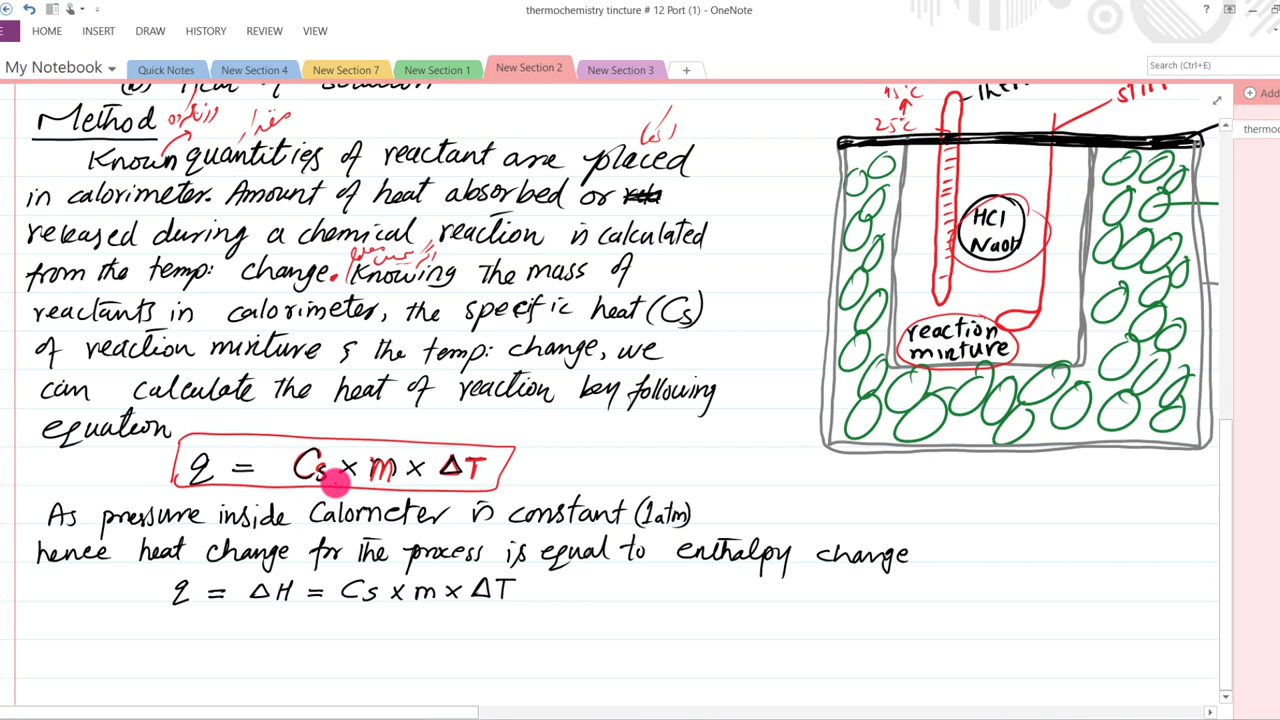 thermochemistry tincture # 12 Port (1) - OneNote
HOME INSERT DRAW HISTORY REVIEW VIEW
My Notebook Quick Notes New Section 4 New Section 7 New Section 1 New Section 2 New Section 3 +
Search (Ctrl+E)
Add
thermoc
Method
مقدار
Known quantities of reactant are placed
in calorimeter. Amount of heat absorbed or
released during a chemical reaction is calculated
from the temp: change. Knowing the mass of
reactants in calorimeter, the specific heat (Cs)
of reaction mixture & the temp: change, we
can calculate the heat of reaction by following
equation
q = Cs × m × ΔT
As pressure inside Calormeter is constant (1atm)
hence heat change for the process is equal to enthalpy change
q = ΔH = Cs × m × ΔT
45°C
25°C
HCl
NaoH
reaction
mixture